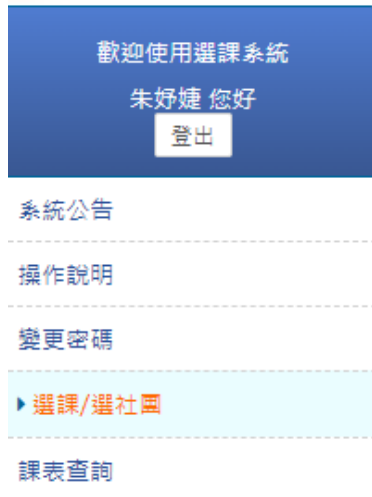 歡迎使用選課系統
朱妤婕 您好
登出
系統公告
操作說明
變更密碼
選課/選社團
課表查詢